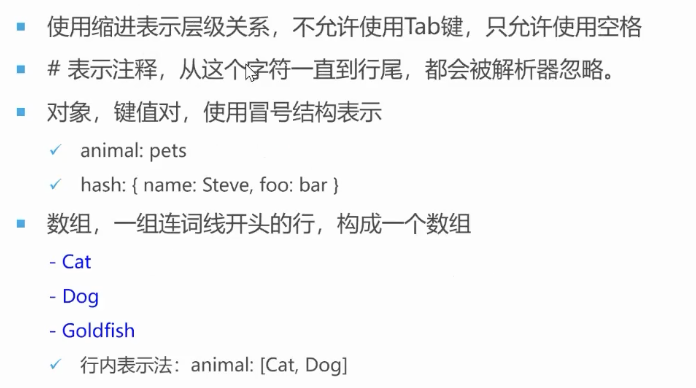 使用缩进表示层级关系，不允许使用Tab键，只允许使用空格
# 表示注释，从这个字符一直到行尾，都会被解析器忽略。
对象，键值对，使用冒号结构表示
animal: pets
hash: { name: Steve, foo: bar }
数组，一组连词线开头的行，构成一个数组
- Cat
- Dog
- Goldfish
行内表示法：animal: [Cat, Dog]